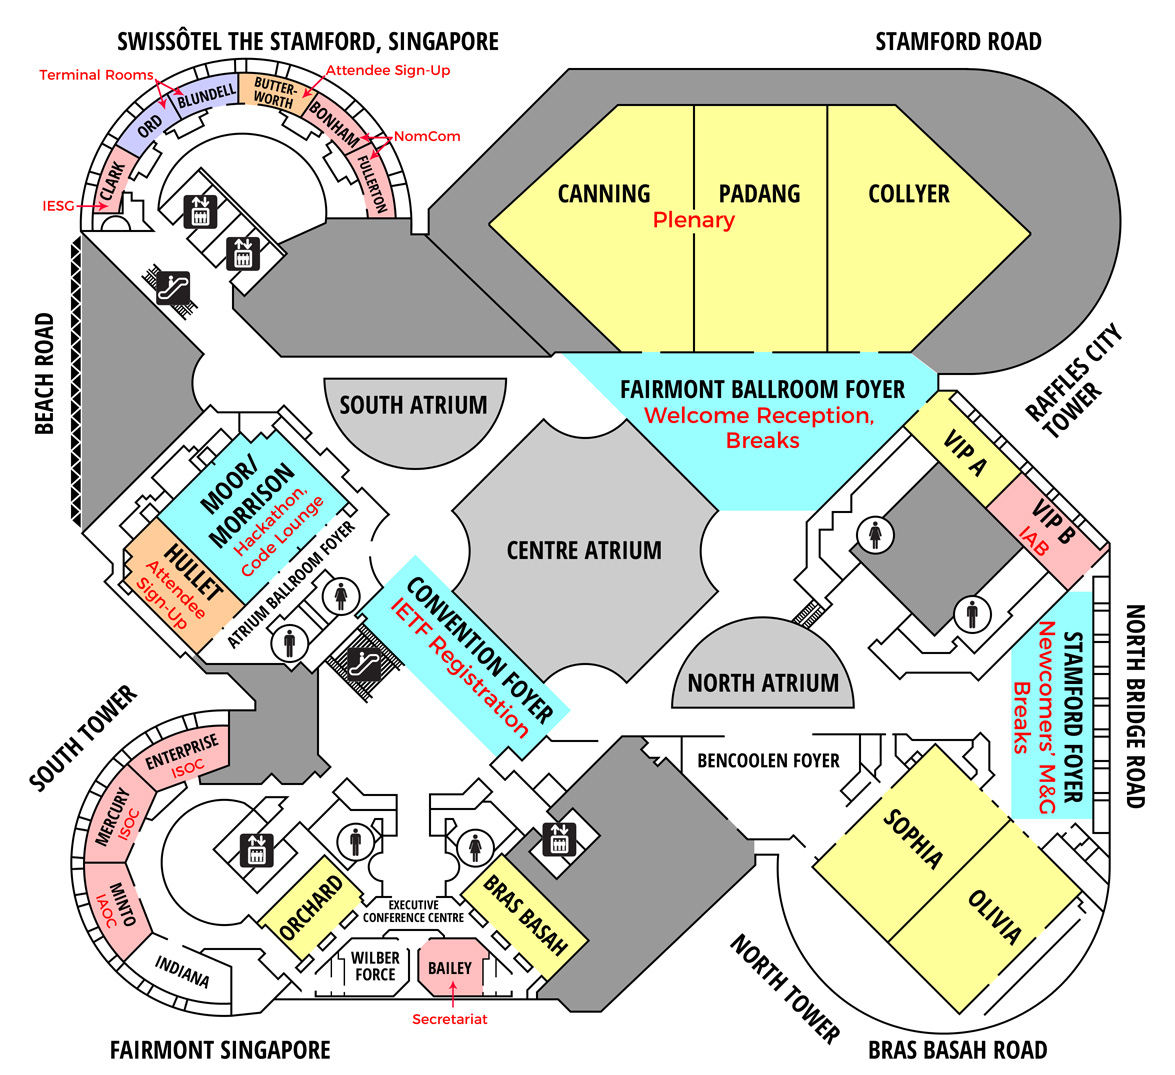 SWISSÔTEL THE STAMFORD, SINGAPORE
STAMFORD ROAD
Terminal Rooms
Attendee Sign-Up
BLUNDELL
BUTTER-
WORTH
ORD
BONHAM
NomCom
CLARK
FULLERTON
IESG
CANNING
PADANG
COLLYER
Plenary
BEACH ROAD
RAFFLES CITY
TOWER
SOUTH ATRIUM
FAIRMONT BALLROOM FOYER
Welcome Reception,
Breaks
VIP A
VIP B
IAB
MOOR/
MORRISON
Hackathon,
Code Lounge
HULLET
Attendee
Sign-Up
ATRIUM BALLROOM FOYER
CENTRE ATRIUM
CONVENTION FOYER
IETF Registration
NORTH ATRIUM
STAMFORD FOYER
Newcomers' M&G
Breaks
NORTH BRIDGE ROAD
SOUTH TOWER
ENTERPRISE
ISOC
MERCURY
ISOC
MINTO
IAOC
INDIANA
BENCOOLEN FOYER
SOPHIA
OLIVIA
ORCHARD
EXECUTIVE
CONFERENCE CENTRE
BRAS BASAH
WILBER
FORCE
BAILEY
Secretariat
NORTH TOWER
FAIRMONT SINGAPORE
BRAS BASAH ROAD